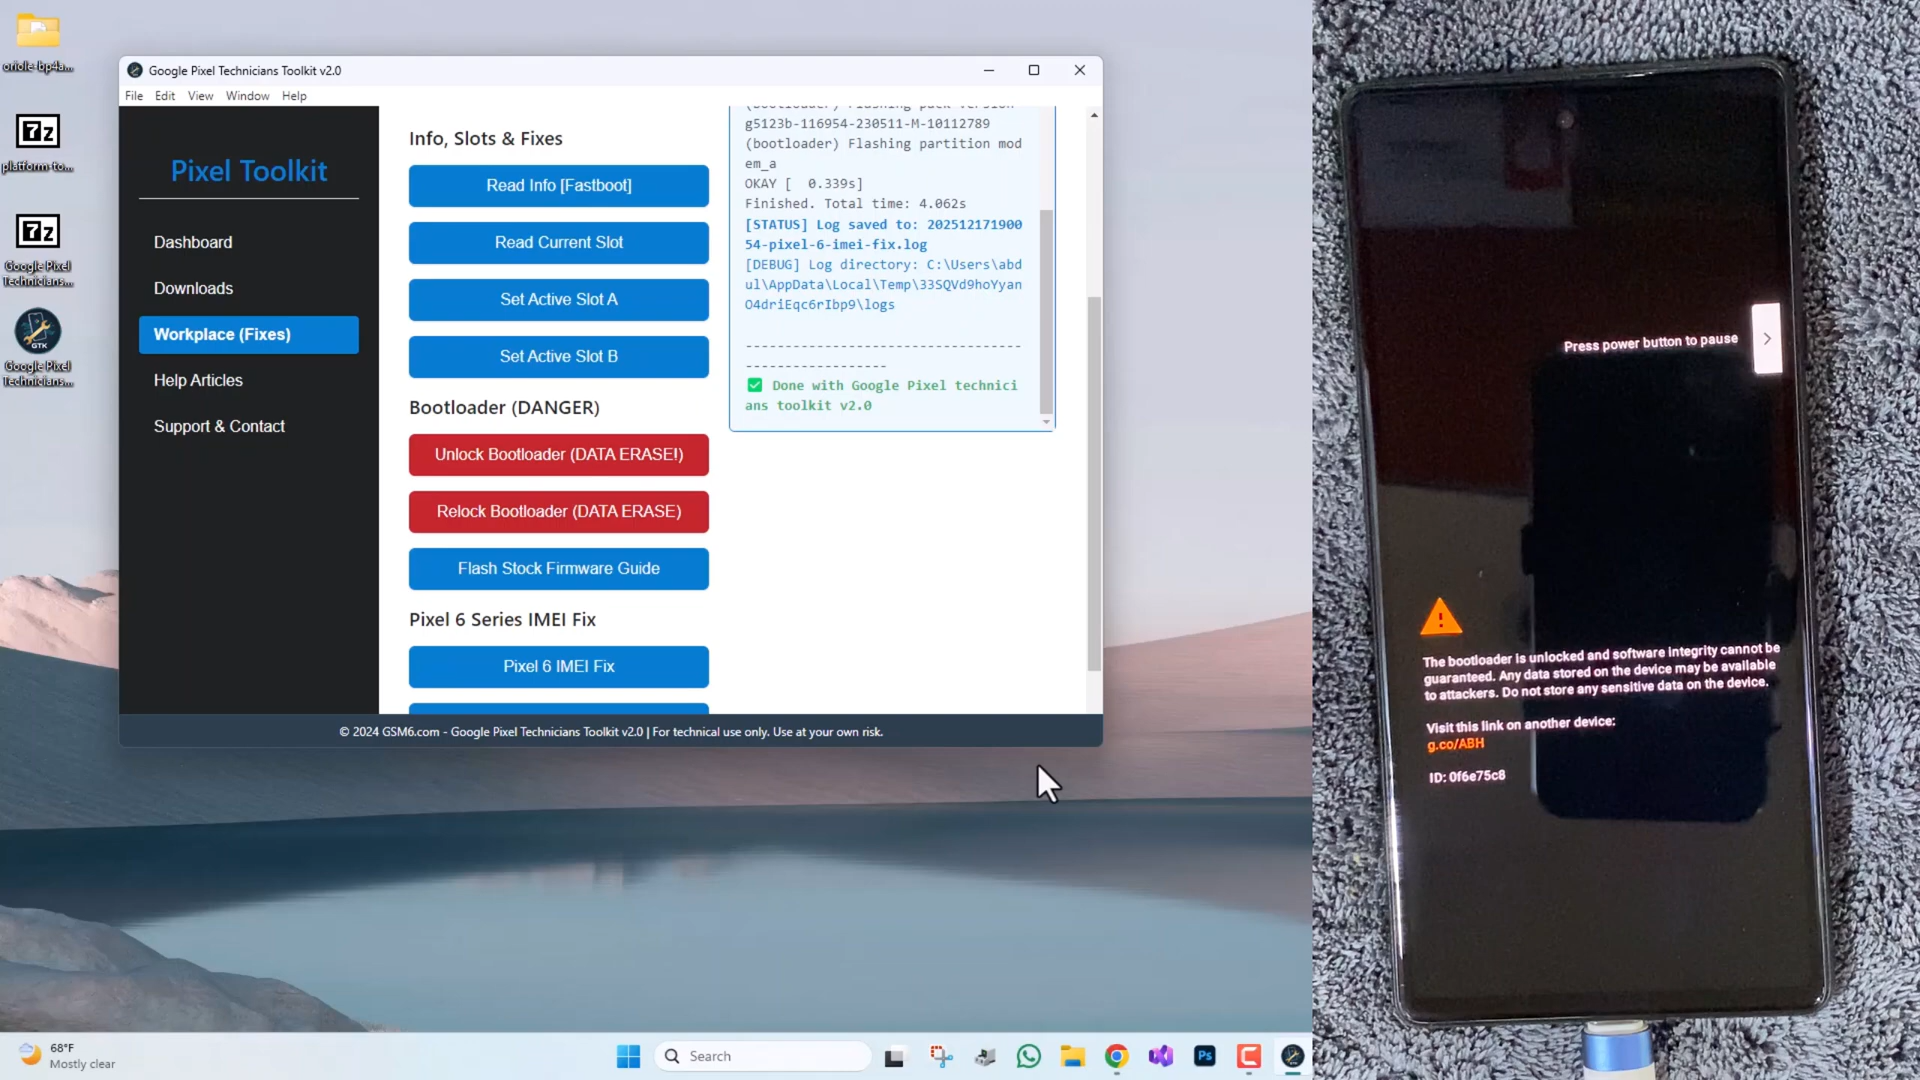 oriole-bp4a...
platform-to...
Google Pixel
Technicians...
Google Pixel
Technicians...
GTK
Google Pixel Technicians Toolkit v2.0
File Edit View Window Help
Pixel Toolkit
Dashboard
Downloads
Workplace (Fixes)
Help Articles
Support & Contact
Info, Slots & Fixes
Read Info [Fastboot]
Read Current Slot
Set Active Slot A
Set Active Slot B
Bootloader (DANGER)
Unlock Bootloader (DATA ERASE!)
Relock Bootloader (DATA ERASE)
Flash Stock Firmware Guide
Pixel 6 Series IMEI Fix
Pixel 6 IMEI Fix
(bootloader) Flashing pack version
g5123b-116954-230511-M-10112789
(bootloader) Flashing partition mod
em_a
OKAY [  0.339s]
Finished. Total time: 4.062s
[STATUS] Log saved to: 202512171900
54-pixel-6-imei-fix.log
[DEBUG] Log directory: C:\Users\abd
ul\AppData\Local\Temp\33SQVd9hoYyan
O4driEqc6rIbp9\logs
-----------------------------------
------------------
✅ Done with Google Pixel technici
ans toolkit v2.0
© 2024 GSM6.com - Google Pixel Technicians Toolkit v2.0 | For technical use only. Use at your own risk.
68°F
Mostly clear
Search
Ps
Press power button to pause
The bootloader is unlocked and software integrity cannot be
guaranteed. Any data stored on the device may be available
to attackers. Do not store any sensitive data on the device.
Visit this link on another device:
g.co/ABH
ID: 0f6e75c8